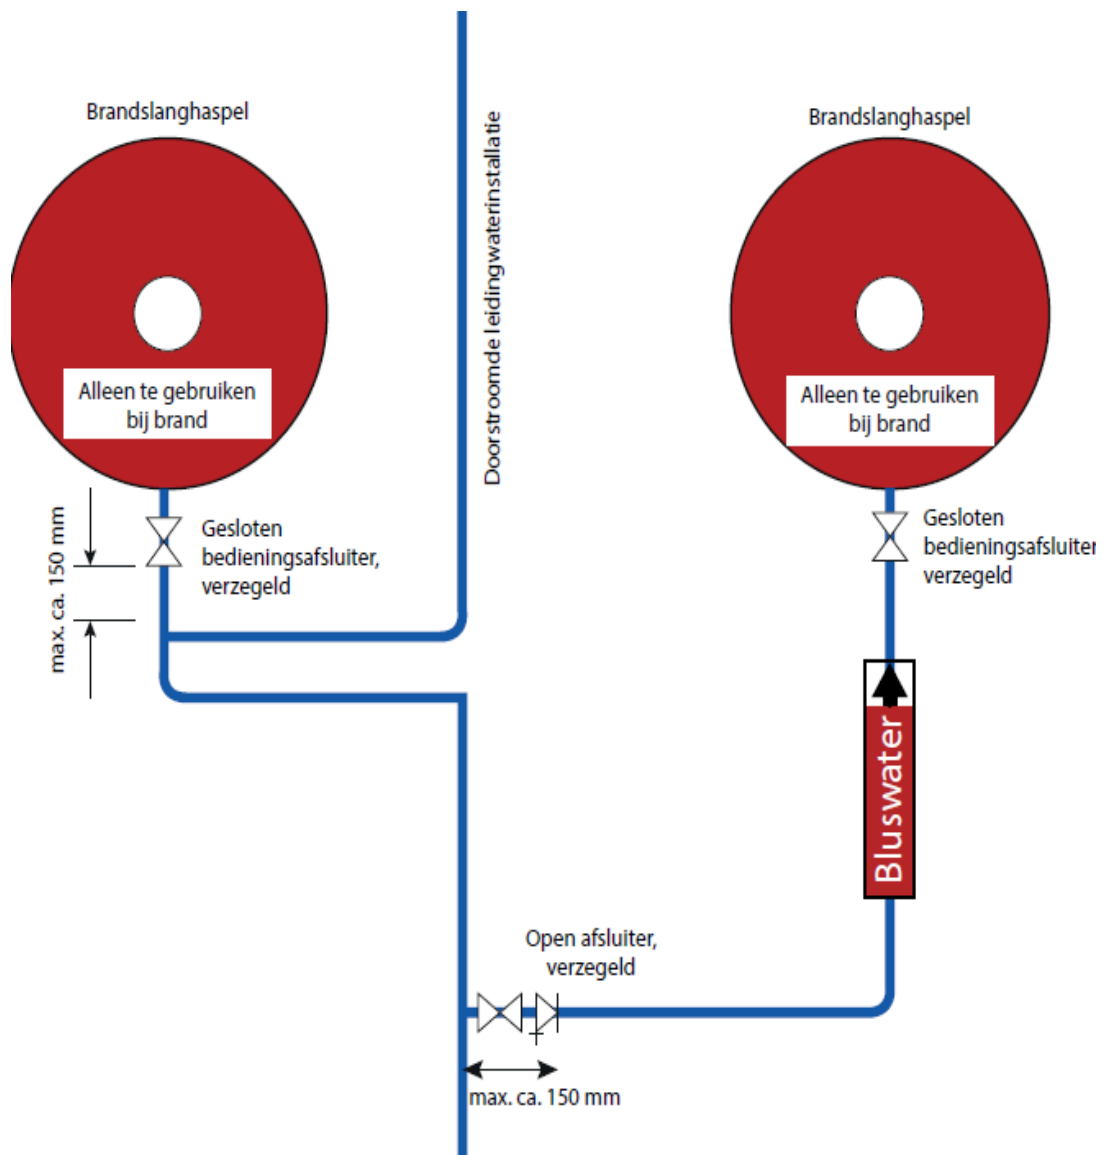 Brandslanghaspel
Alleen te gebruiken
bij brand
Gesloten
bedieningsafsluiter,
verzegeld
max. ca. 150 mm
Doorstroomde leidingwaterinstallatie
Brandslanghaspel
Alleen te gebruiken
bij brand
Gesloten
bedieningsafsluiter,
verzegeld
Bluswater
Open afsluiter,
verzegeld
max. ca. 150 mm